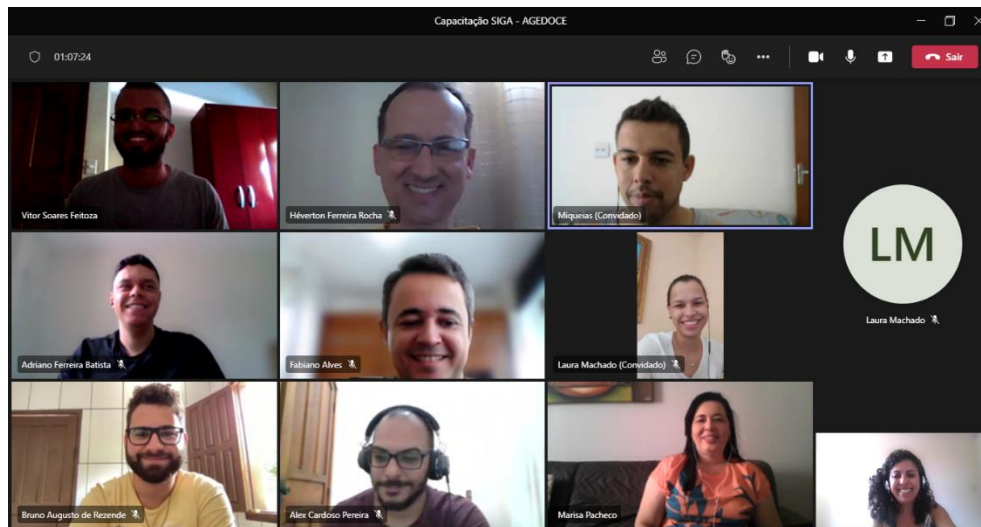 Capacitação SIGA - AGEDOCE
01:07:24
Sair
Vitor Soares Feitoza
Héverton Ferreira Rocha
Miqueias (Convidado)
LM
Laura Machado
Adriano Ferreira Batista
Fabiano Alves
Laura Machado (Convidado)
Bruno Augusto de Rezende
Alex Cardoso Pereira
Marisa Pacheco